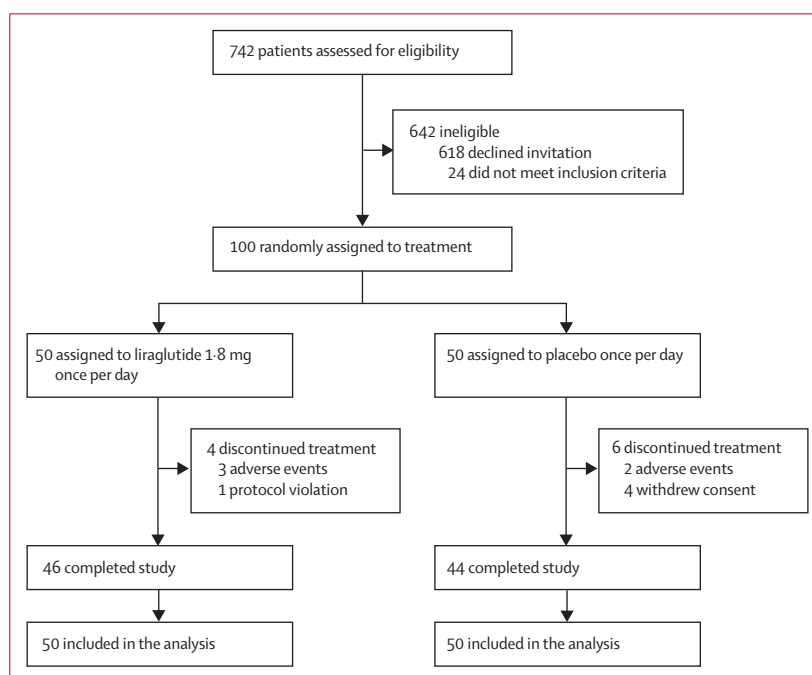 742 patients assessed for eligibility
642 ineligible
618 declined invitation
24 did not meet inclusion criteria
100 randomly assigned to treatment
50 assigned to liraglutide 1·8 mg
once per day
50 assigned to placebo once per day
4 discontinued treatment
3 adverse events
1 protocol violation
6 discontinued treatment
2 adverse events
4 withdrew consent
46 completed study
44 completed study
50 included in the analysis
50 included in the analysis